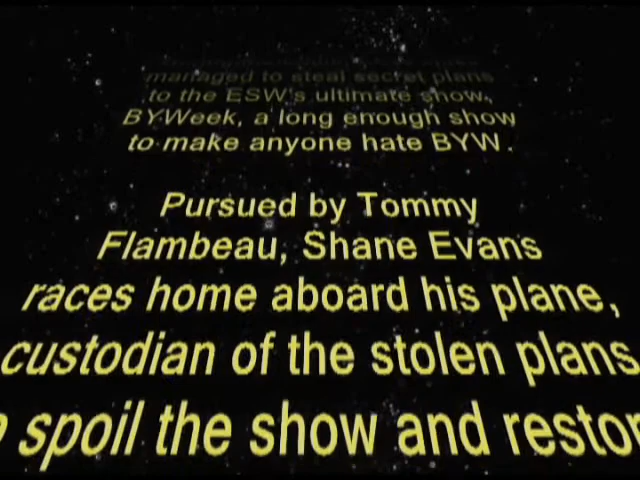 managed to steal secret plans
to the ESW's ultimate show,
BYWeek, a long enough show
to make anyone hate BYW.
Pursued by Tommy
Flambeau, Shane Evans
races home aboard his plane,
custodian of the stolen plans
spoil the show and restor